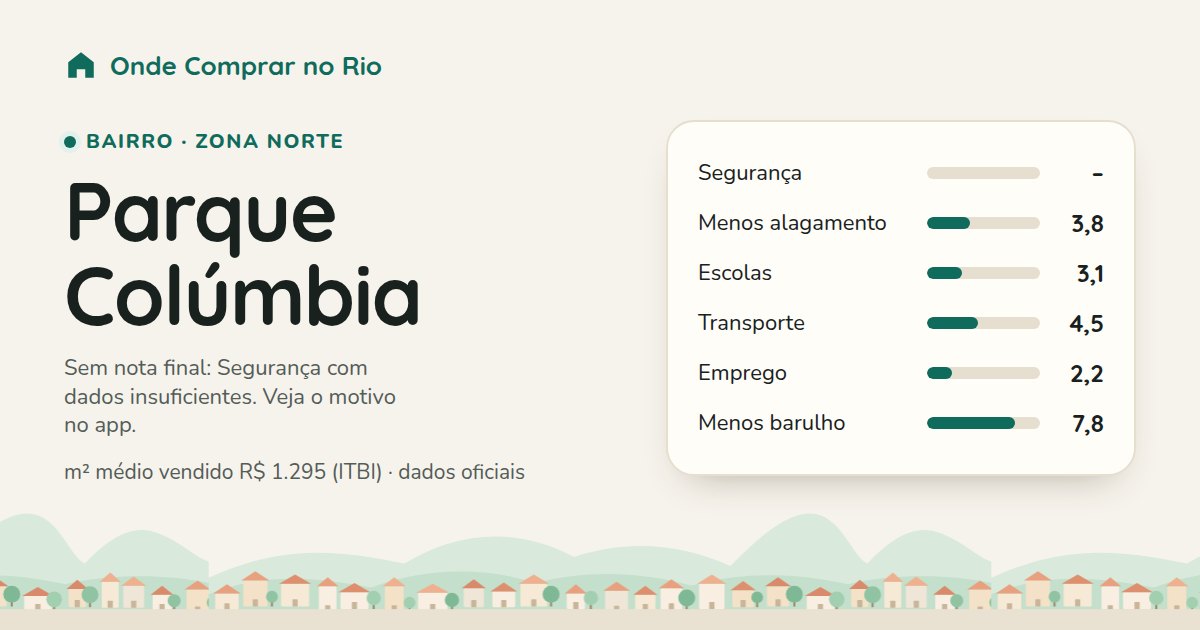 Onde Comprar no Rio
BAIRRO · ZONA NORTE
Parque
Colúmbia
Sem nota final: Segurança com
dados insuficientes. Veja o motivo
no app.
m² médio vendido R$ 1.295 (ITBI) · dados oficiais
Segurança –
Menos alagamento 3,8
Escolas 3,1
Transporte 4,5
Emprego 2,2
Menos barulho 7,8